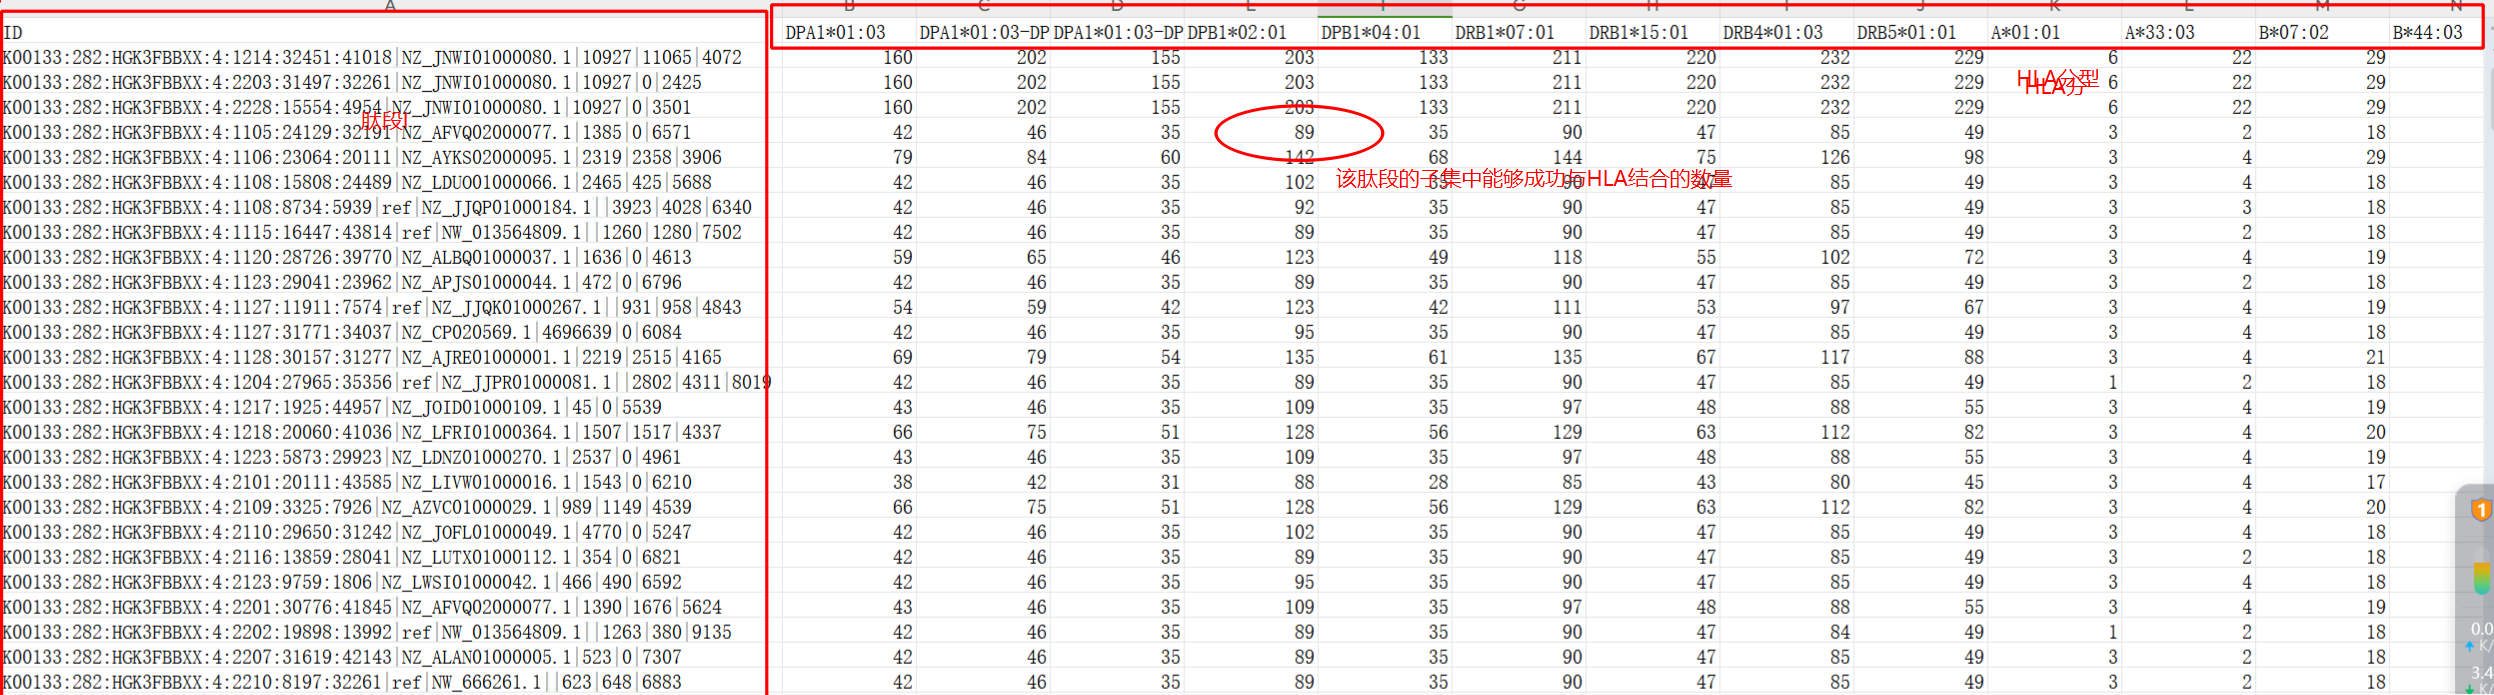 A B C D E F G H I J K L M N
ID DPA1*01:03 DPA1*01:03-DP DPA1*01:03-DP DPB1*02:01 DPB1*04:01 DRB1*07:01 DRB1*15:01 DRB4*01:03 DRB5*01:01 A*01:01 A*33:03 B*07:02 B*44:03
K00133:282:HGK3FBBXX:4:1214:32451:41018|NZ_JNWI01000080.1|10927|11065|4072 160 202 155 203 133 211 220 232 229 6 22 29
HLA分型
K00133:282:HGK3FBBXX:4:2203:31497:32261|NZ_JNWI01000080.1|10927|0|2425 160 202 155 203 133 211 220 232 229 6 22 29
HLA分
K00133:282:HGK3FBBXX:4:2228:15554:4954|NZ_JNWI01000080.1|10927|0|3501 160 202 155 203 133 211 220 232 229 6 22 29
肽段I
K00133:282:HGK3FBBXX:4:1105:24129:32191|NZ_AFVQ02000077.1|1385|0|6571 42 46 35 89 35 90 47 85 49 3 2 18
K00133:282:HGK3FBBXX:4:1106:23064:20111|NZ_AYKS02000095.1|2319|2358|3906 79 84 60 142 68 144 75 126 98 3 4 29
K00133:282:HGK3FBBXX:4:1108:15808:24489|NZ_LDUO01000066.1|2465|425|5688 42 46 35 102 35 90 47 85 49 3 4 18
该肽段的子集中能够成功与HLA结合的数量
K00133:282:HGK3FBBXX:4:1108:8734:5939|ref|NZ_JJQP01000184.1||3923|4028|6340 42 46 35 92 35 90 47 85 49 3 3 18
K00133:282:HGK3FBBXX:4:1115:16447:43814|ref|NW_013564809.1||1260|1280|7502 42 46 35 89 35 90 47 85 49 3 2 18
K00133:282:HGK3FBBXX:4:1120:28726:39770|NZ_ALBQ01000037.1|1636|0|4613 59 65 46 123 49 118 55 102 72 3 4 19
K00133:282:HGK3FBBXX:4:1123:29041:23962|NZ_APJS01000044.1|472|0|6796 42 46 35 89 35 90 47 85 49 3 2 18
K00133:282:HGK3FBBXX:4:1127:11911:7574|ref|NZ_JJQK01000267.1||931|958|4843 54 59 42 123 42 111 53 97 67 3 4 19
K00133:282:HGK3FBBXX:4:1127:31771:34037|NZ_CP020569.1|4696639|0|6084 42 46 35 95 35 90 47 85 49 3 4 18
K00133:282:HGK3FBBXX:4:1128:30157:31277|NZ_AJRE01000001.1|2219|2515|4165 69 79 54 135 61 135 67 117 88 3 4 21
K00133:282:HGK3FBBXX:4:1204:27965:35356|ref|NZ_JJPR01000081.1||2802|4311|8019 42 46 35 89 35 90 47 85 49 1 2 18
K00133:282:HGK3FBBXX:4:1217:1925:44957|NZ_JOID01000109.1|45|0|5539 43 46 35 109 35 97 48 88 55 3 4 19
K00133:282:HGK3FBBXX:4:1218:20060:41036|NZ_LFRI01000364.1|1507|1517|4337 66 75 51 128 56 129 63 112 82 3 4 20
K00133:282:HGK3FBBXX:4:1223:5873:29923|NZ_LDNZ01000270.1|2537|0|4961 43 46 35 109 35 97 48 88 55 3 4 19
K00133:282:HGK3FBBXX:4:2101:20111:43585|NZ_LIVW01000016.1|1543|0|6210 38 42 31 88 28 85 43 80 45 3 4 17
K00133:282:HGK3FBBXX:4:2109:3325:7926|NZ_AZVC01000029.1|989|1149|4539 66 75 51 128 56 129 63 112 82 3 4 20
1
K00133:282:HGK3FBBXX:4:2110:29650:31242|NZ_JOFL01000049.1|4770|0|5247 42 46 35 102 35 90 47 85 49 3 4 18
K00133:282:HGK3FBBXX:4:2116:13859:28041|NZ_LUTX01000112.1|354|0|6821 42 46 35 89 35 90 47 85 49 3 2 18
K00133:282:HGK3FBBXX:4:2123:9759:1806|NZ_LWSI01000042.1|466|490|6592 42 46 35 95 35 90 47 85 49 3 4 18
K00133:282:HGK3FBBXX:4:2201:30776:41845|NZ_AFVQ02000077.1|1390|1676|5624 43 46 35 109 35 97 48 88 55 3 4 19
K00133:282:HGK3FBBXX:4:2202:19898:13992|ref|NW_013564809.1||1263|380|9135 42 46 35 89 35 90 47 84 49 1 2 18
0.0
K/
K00133:282:HGK3FBBXX:4:2207:31619:42143|NZ_ALAN01000005.1|523|0|7307 42 46 35 89 35 90 47 85 49 3 2 18
3.4
K/
K00133:282:HGK3FBBXX:4:2210:8197:32261|ref|NW_666261.1||623|648|6883 42 46 35 89 35 90 47 85 49 3 2 18